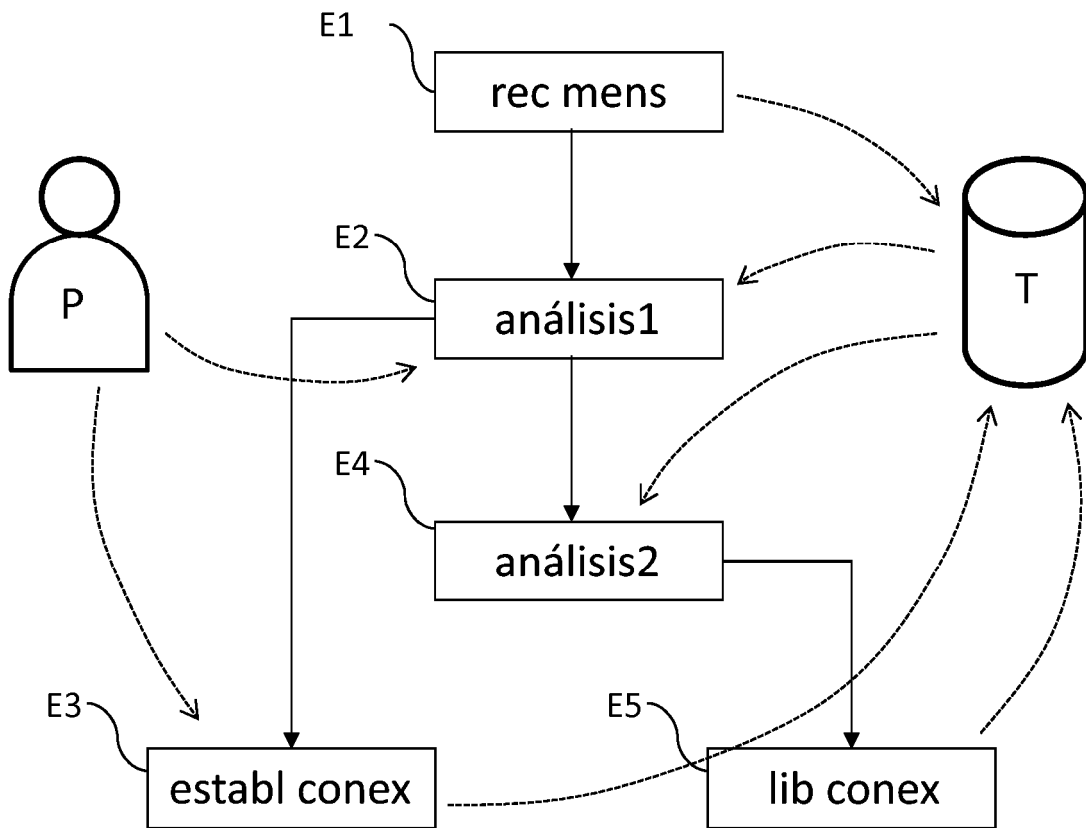 E1
rec mens
P
E2
análisis1
T
E4
análisis2
E3
establ conex
E5
lib conex